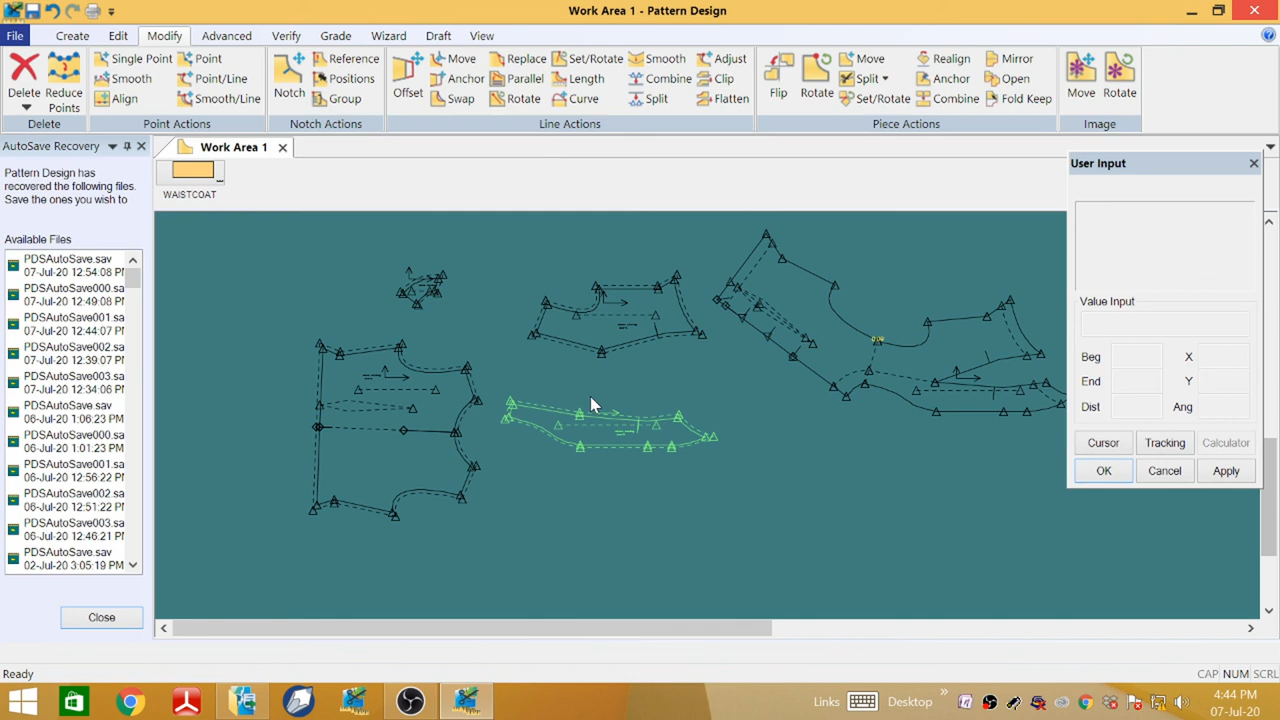 Work Area 1 - Pattern Design
File Create Edit Modify Advanced Verify Grade Wizard Draft View
Single Point Point Reference Move Replace Set/Rotate Smooth Adjust Move Realign Mirror
Smooth Point/Line Positions Anchor Parallel Length Combine Clip Split Anchor Open
Delete Reduce Points Align Smooth/Line Notch Group Offset Swap Rotate Curve Split Flatten Flip Rotate Set/Rotate Combine Fold Keep Move Rotate
Delete Point Actions Notch Actions Line Actions Piece Actions Image
AutoSave Recovery
Work Area 1
WAISTCOAT
Pattern Design has
recovered the following files.
Save the ones you wish to
Available Files
PDSAutoSave.sav
07-Jul-20 12:54:08 PM
PDSAutoSave000.sa
07-Jul-20 12:49:08 PM
PDSAutoSave001.sa
07-Jul-20 12:44:07 PM
PDSAutoSave002.sa
07-Jul-20 12:39:07 PM
PDSAutoSave003.sa
07-Jul-20 12:34:06 PM
PDSAutoSave.sav
06-Jul-20 1:06:23 PM
PDSAutoSave000.sa
06-Jul-20 1:01:23 PM
PDSAutoSave001.sa
06-Jul-20 12:56:22 PM
PDSAutoSave002.sa
06-Jul-20 12:51:22 PM
PDSAutoSave003.sa
06-Jul-20 12:46:21 PM
PDSAutoSave.sav
02-Jul-20 3:05:19 PM
Close
User Input
Value Input
Beg X
End Y
Dist Ang
Cursor Tracking Calculator
OK Cancel Apply
Ready
CAP NUM SCRL
Links Desktop
4:44 PM
07-Jul-20